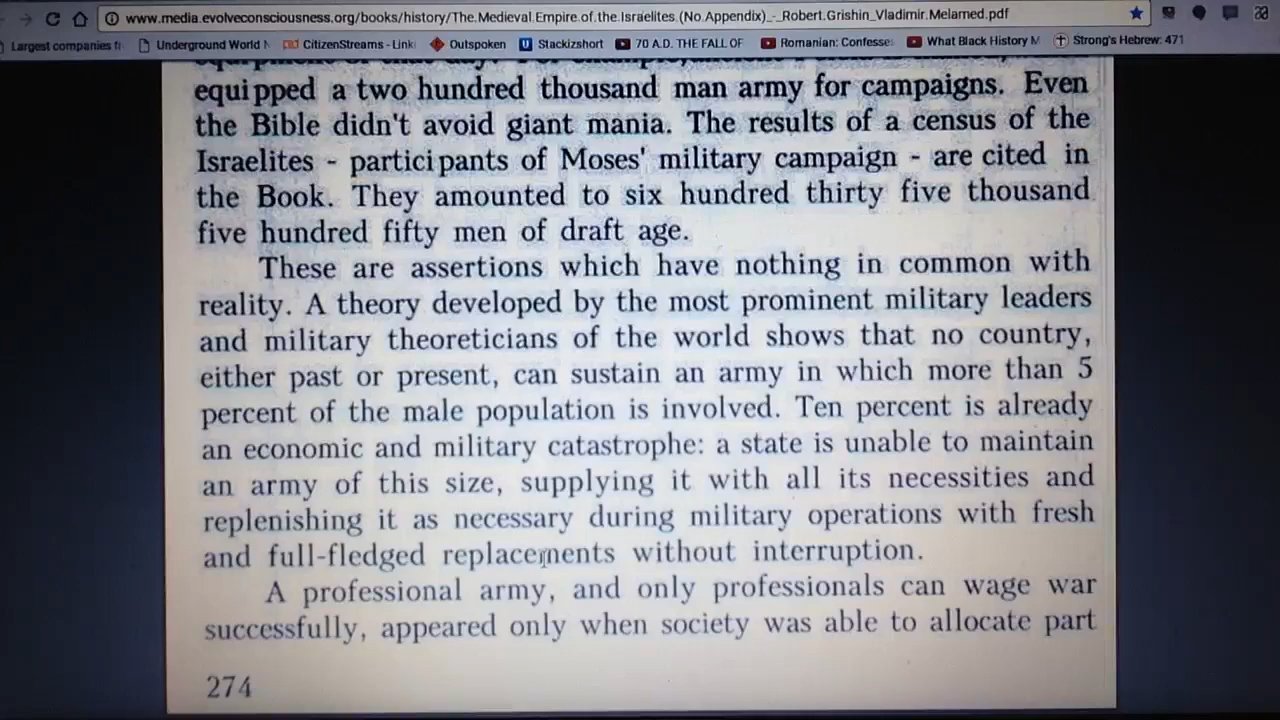 www.media.evolveconsciousness.org/books/history/The.Medieval.Empire.of.the.Israelites.(No.Appendix)_-_Robert.Grishin_Vladimir.Melamed.pdf
Largest companies fr Underground World N CitizenStreams - Link Outspoken Stackizshort 70 A.D. THE FALL OF Romanian: Confesse What Black History M Strong's Hebrew: 471
equipped a two hundred thousand man army for campaigns. Even
the Bible didn't avoid giant mania. The results of a census of the
Israelites - participants of Moses' military campaign - are cited in
the Book. They amounted to six hundred thirty five thousand
five hundred fifty men of draft age.
These are assertions which have nothing in common with
reality. A theory developed by the most prominent military leaders
and military theoreticians of the world shows that no country,
either past or present, can sustain an army in which more than 5
percent of the male population is involved. Ten percent is already
an economic and military catastrophe: a state is unable to maintain
an army of this size, supplying it with all its necessities and
replenishing it as necessary during military operations with fresh
and full-fledged replacements without interruption.
A professional army, and only professionals can wage war
successfully, appeared only when society was able to allocate part
274